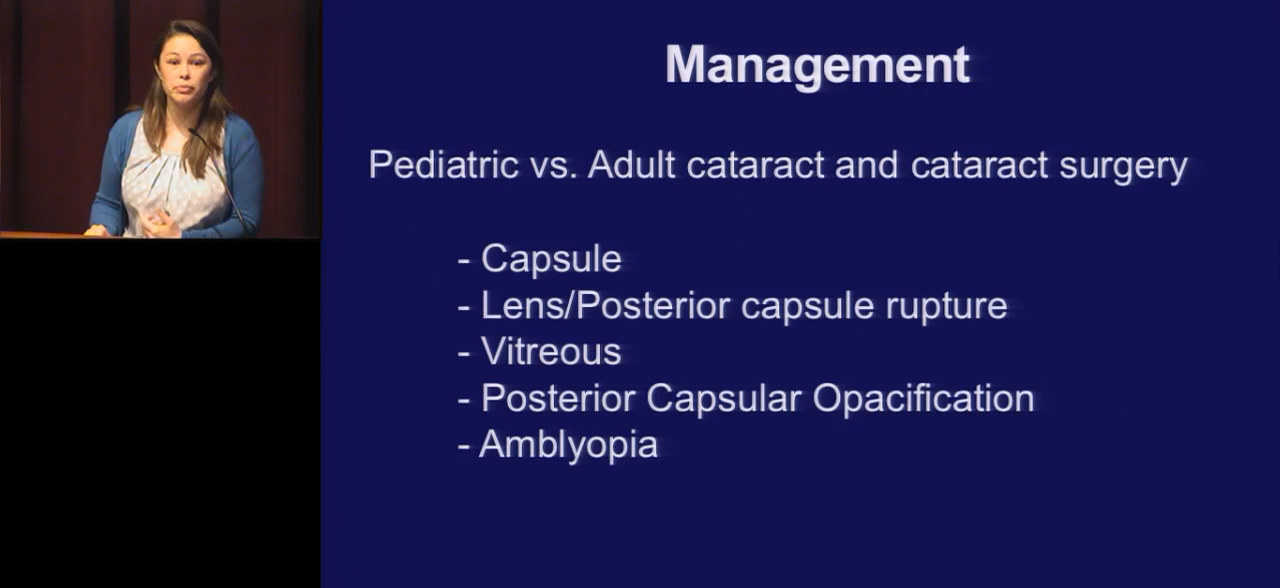 Management
Pediatric vs. Adult cataract and cataract surgery
- Capsule
- Lens/Posterior capsule rupture
- Vitreous
- Posterior Capsular Opacification
- Amblyopia